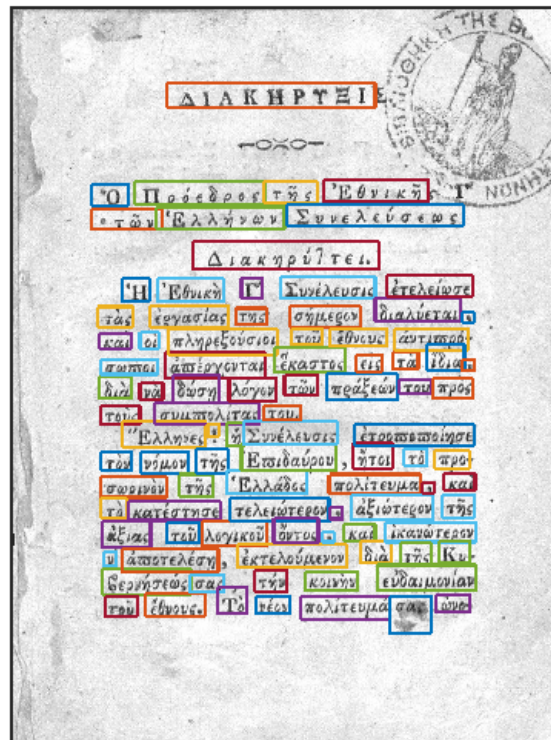 ΔΙΑΚΗΡΥΞΙΣ
Ὁ Πρόεδρος τῆς Ἐθνικῆς Γ΄
τῶν Ἑλλήνων Συνελεύσεως
Διακηρύττει.
Ἡ Ἐθνικὴ Γ΄ Συνέλευσις ἐτελείωσε
τὰς ἐργασίας της σήμερον διαλύεται,
καὶ οἱ πληρεξούσιοι τοῦ ἔθνους ἀντιπρό-
σωποι ἀπέρχονται ἕκαστος εἰς τὰ ἴδια,
διὰ νὰ δώσῃ λόγον τῶν πράξεών του πρὸς
τοὺς συμπολίτας του.
Ἕλληνες! ἡ Συνέλευσις ἐτροποποίησε
τὸν νόμον τῆς Ἐπιδαύρου, ἤτοι τὸ προ-
σωρινὸν τῆς Ἑλλάδος πολίτευμα, καὶ
τὸ κατέστησε τελειώτερον, ἀξιώτερον τῆς
ἀξίας τοῦ λογικοῦ ὄντος, καὶ ἱκανώτερον
ν ἀποτελέσῃ, ἐκτελούμενον διὰ τῆς Κυ-
βερνήσεώς σας τὴν κοινὴν εὐδαιμονίαν
τοῦ ἔθνους. Τὸ νέον πολίτευμά σας